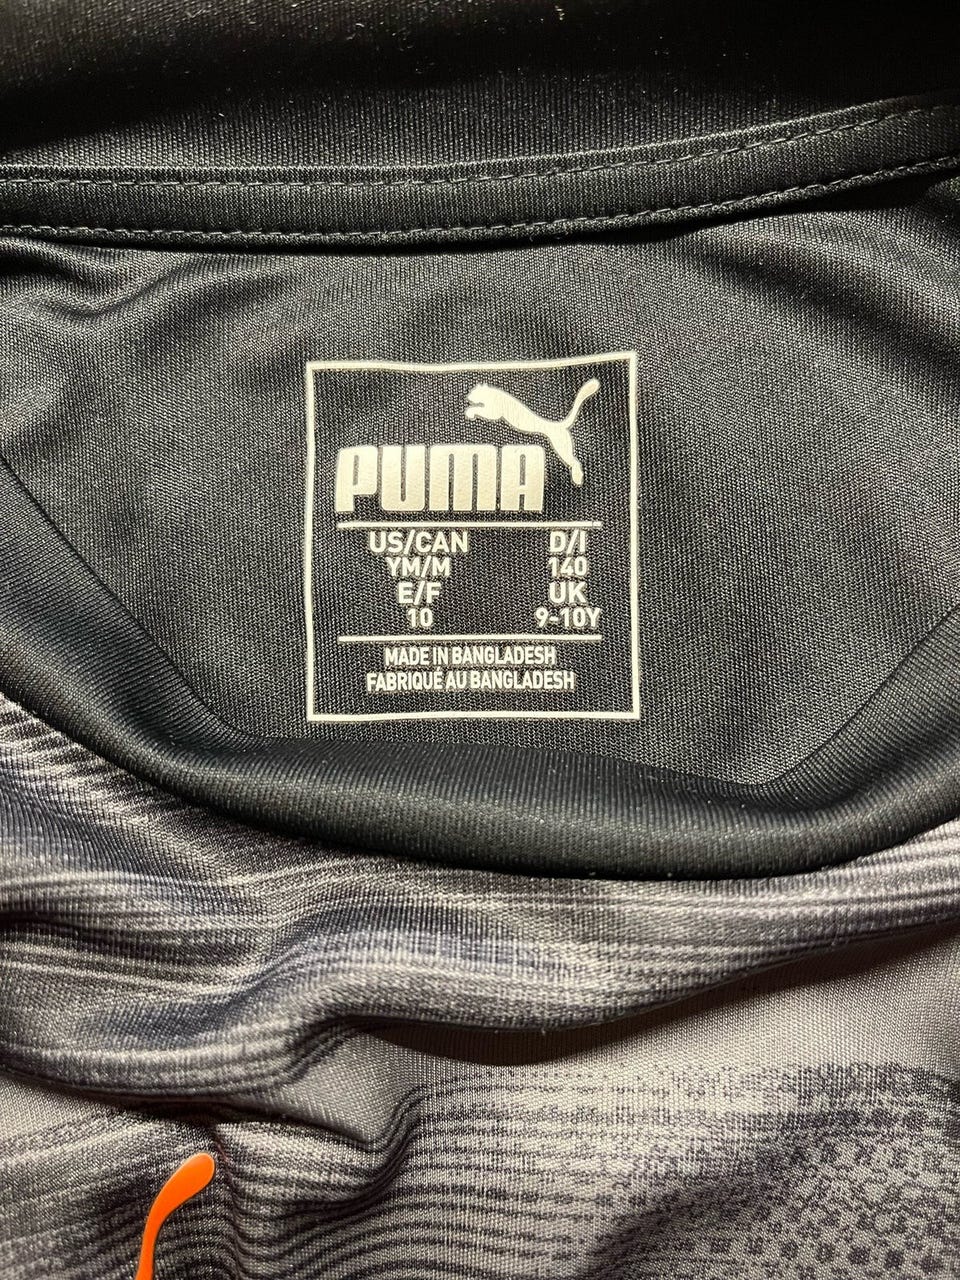 PUMA
US/CAN D/I
YM/M 140
E/F UK
10 9-10Y
MADE IN BANGLADESH
FABRIQUÉ AU BANGLADESH